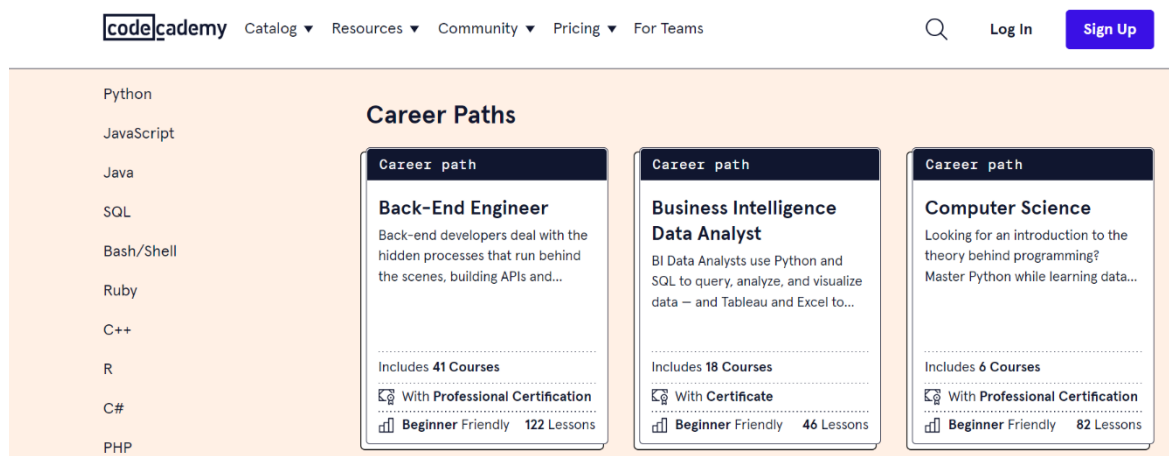 codecademy Catalog Resources Community Pricing For Teams Log In Sign Up
Python
JavaScript
Java
SQL
Bash/Shell
Ruby
C++
R
C#
PHP
Career Paths
Career path
Back-End Engineer
Back-end developers deal with the
hidden processes that run behind
the scenes, building APIs and...
Includes 41 Courses
With Professional Certification
Beginner Friendly 122 Lessons
Career path
Business Intelligence
Data Analyst
BI Data Analysts use Python and
SQL to query, analyze, and visualize
data — and Tableau and Excel to...
Includes 18 Courses
With Certificate
Beginner Friendly 46 Lessons
Career path
Computer Science
Looking for an introduction to the
theory behind programming?
Master Python while learning data...
Includes 6 Courses
With Professional Certification
Beginner Friendly 82 Lessons